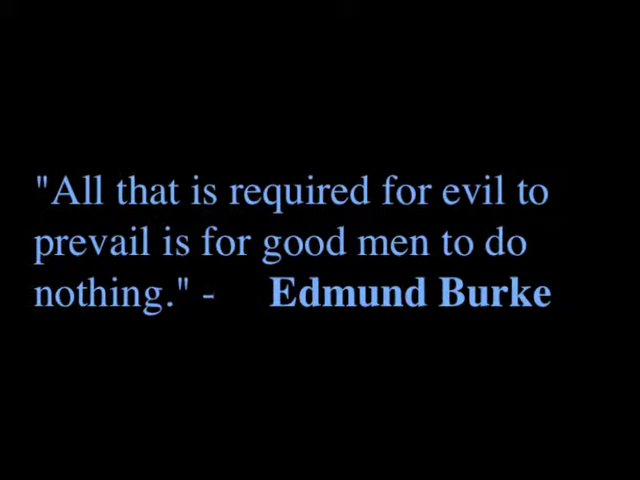 "All that is required for evil to
prevail is for good men to do
nothing." - Edmund Burke